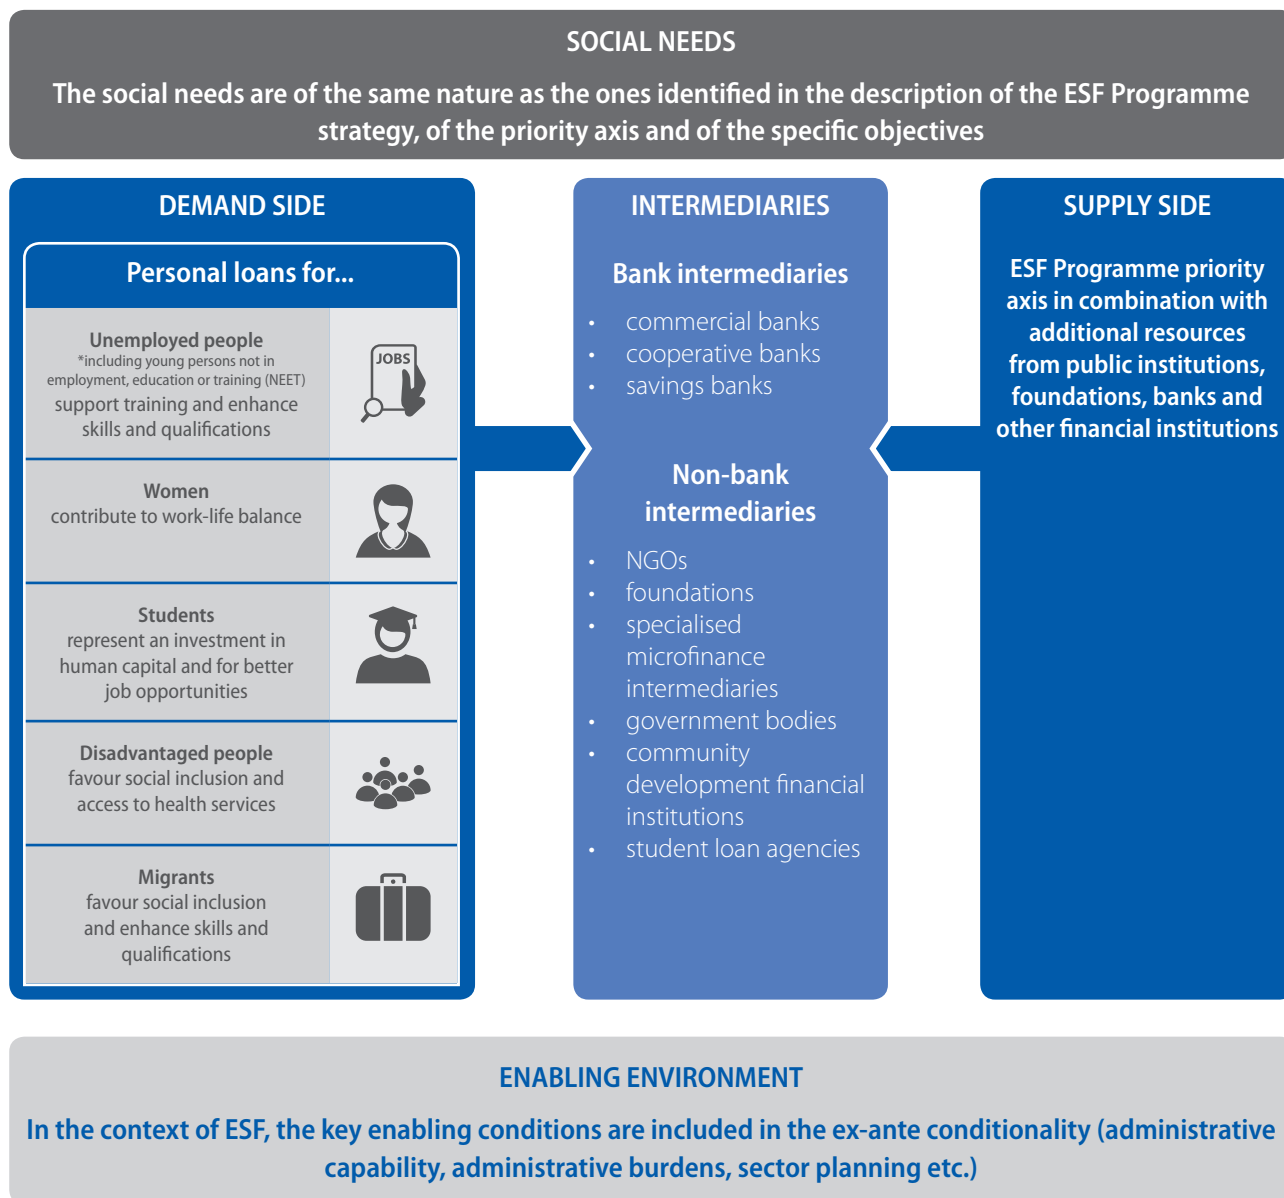 SOCIAL NEEDS
The social needs are of the same nature as the ones identified in the description of the ESF Programme
strategy, of the priority axis and of the specific objectives
DEMAND SIDE
Personal loans for...
Unemployed people
*including young persons not in
employment, education or training (NEET)
support training and enhance
skills and qualifications
JOBS
Women
contribute to work-life balance
Students
represent an investment in
human capital and for better
job opportunities
Disadvantaged people
favour social inclusion and
access to health services
Migrants
favour social inclusion
and enhance skills and
qualifications
INTERMEDIARIES
Bank intermediaries
• commercial banks
• cooperative banks
• savings banks
Non-bank
intermediaries
• NGOs
• foundations
• specialised
microfinance
intermediaries
• government bodies
• community
development financial
institutions
• student loan agencies
SUPPLY SIDE
ESF Programme priority
axis in combination with
additional resources
from public institutions,
foundations, banks and
other financial institutions
ENABLING ENVIRONMENT
In the context of ESF, the key enabling conditions are included in the ex-ante conditionality (administrative
capability, administrative burdens, sector planning etc.)